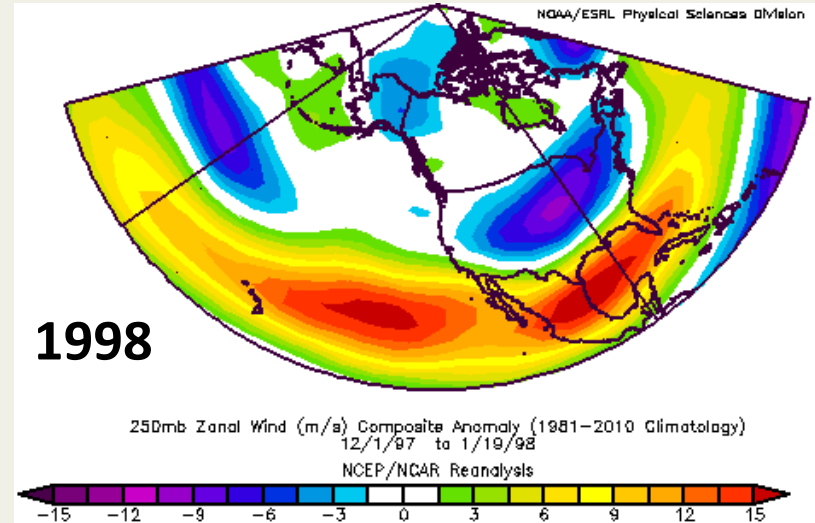 NOAA/ESRL Physical Sciences Division
1998
250mb Zonal Wind (m/s) Composite Anomaly (1981-2010 Climatology)
12/1/97 to 1/19/98
NCEP/NCAR Reanalysis
-15 -12 -9 -6 -3 0 3 6 9 12 15